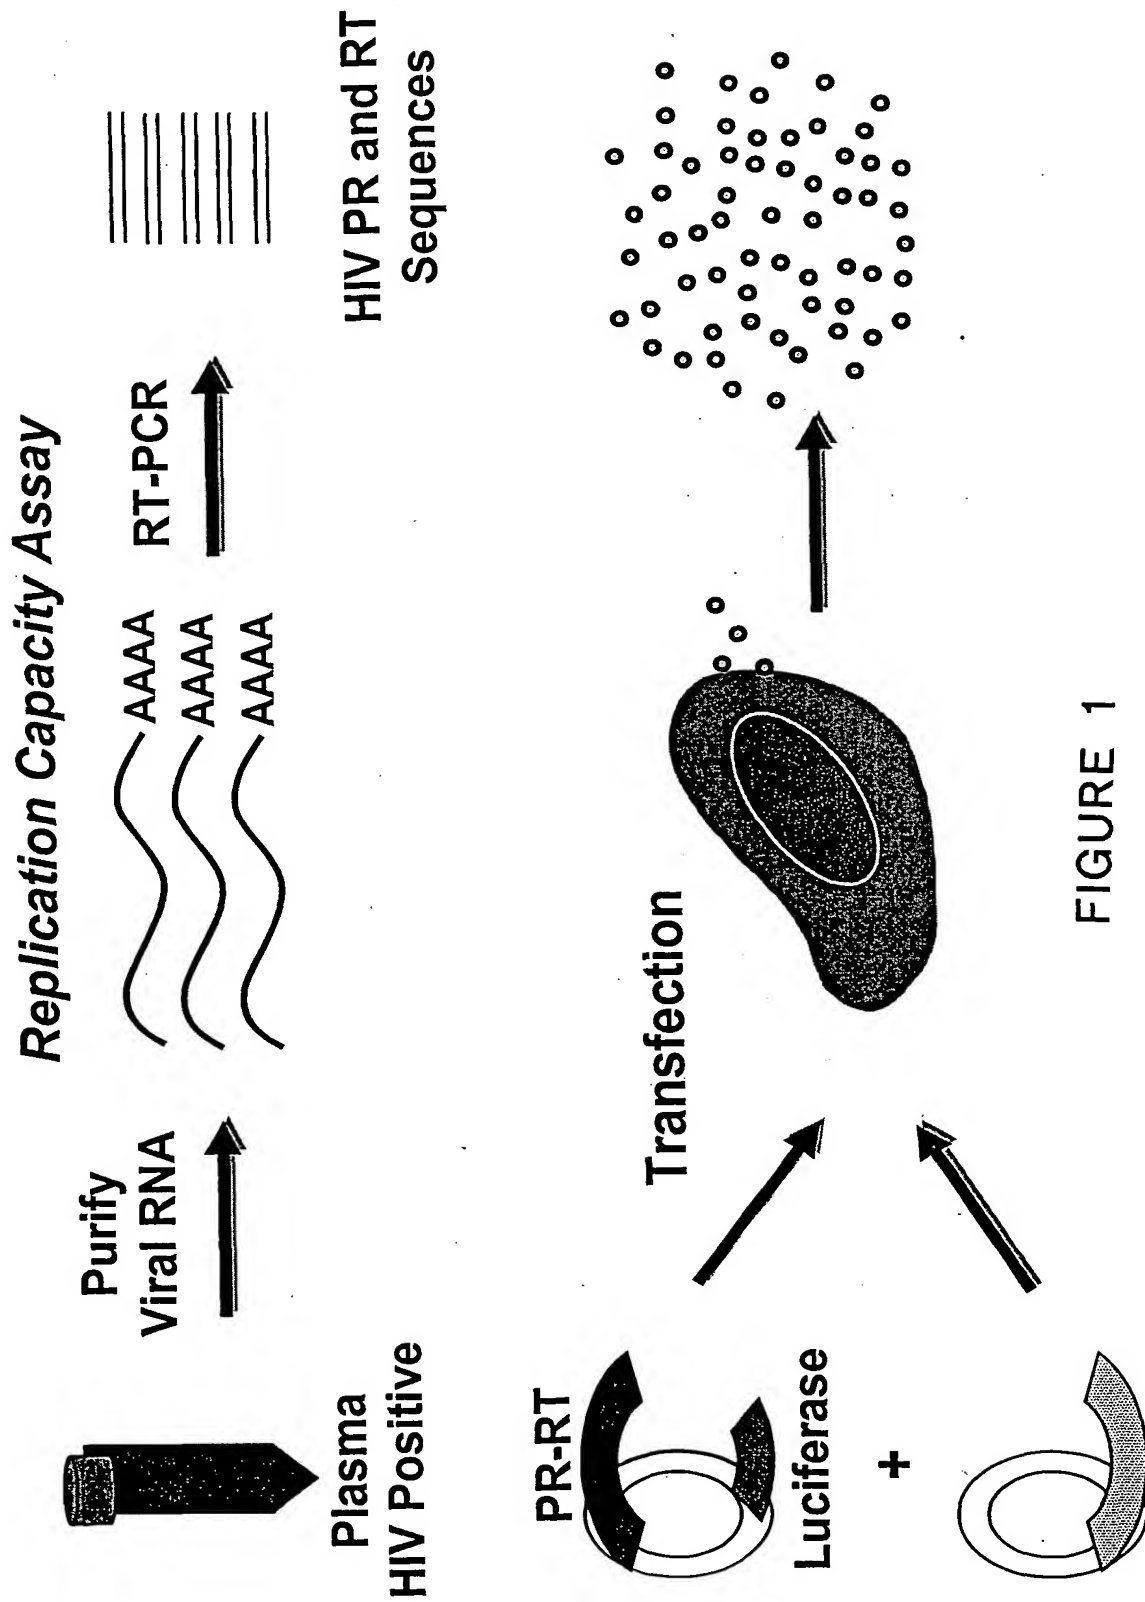 Replication Capacity Assay
Purify
Viral RNA
AAAA
AAAA
AAAA
RT-PCR
Plasma
HIV Positive
HIV PR and RT
Sequences
PR-RT
Luciferase
+
Transfection
FIGURE 1